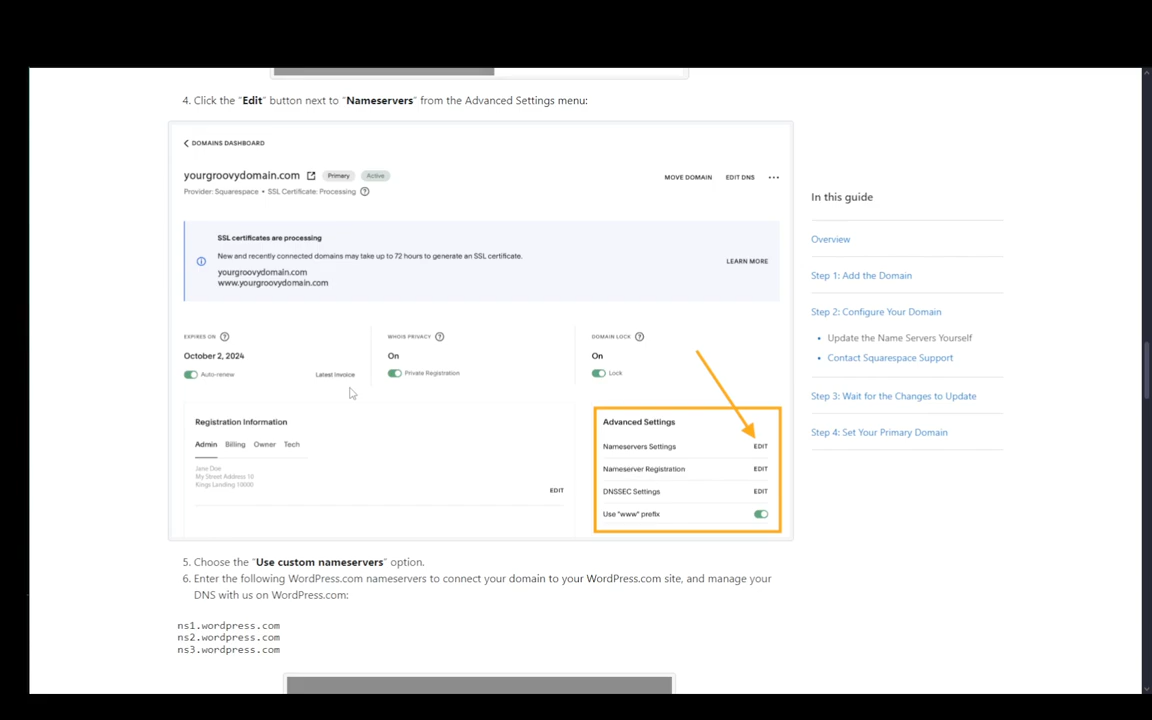 4. Click the "Edit" button next to "Nameservers" from the Advanced Settings menu:
DOMAINS DASHBOARD
yourgroovydomain.com Primary Active
Provider: Squarespace • SSL Certificate: Processing ?
MOVE DOMAIN EDIT DNS ...
SSL certificates are processing
New and recently connected domains may take up to 72 hours to generate an SSL certificate.
yourgroovydomain.com
www.yourgroovydomain.com
LEARN MORE
EXPIRES ON ?
October 2, 2024
Auto-renew Latest Invoice
WHOIS PRIVACY ?
On
Private Registration
DOMAIN LOCK ?
On
Lock
Registration Information
Admin Billing Owner Tech
Jane Doe
My Street Address 10
Kings Landing 10000
EDIT
Advanced Settings
Nameservers Settings EDIT
Nameserver Registration EDIT
DNSSEC Settings EDIT
Use "www" prefix
5. Choose the "Use custom nameservers" option.
6. Enter the following WordPress.com nameservers to connect your domain to your WordPress.com site, and manage your
DNS with us on WordPress.com:
ns1.wordpress.com
ns2.wordpress.com
ns3.wordpress.com
In this guide
Overview
Step 1: Add the Domain
Step 2: Configure Your Domain
• Update the Name Servers Yourself
• Contact Squarespace Support
Step 3: Wait for the Changes to Update
Step 4: Set Your Primary Domain